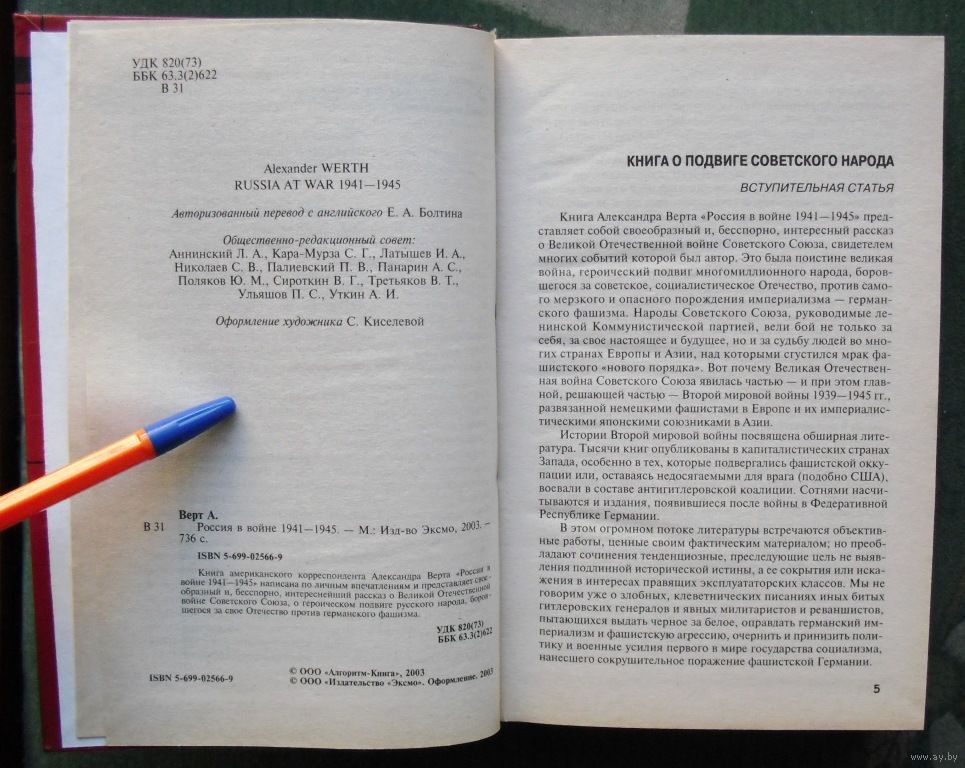 УДК 820(73)
ББК 63.3(2)622
В 31
Alexander WERTH
RUSSIA AT WAR 1941—1945
Авторизованный перевод с английского Е. А. Болтина
Общественно-редакционный совет:
Аннинский Л. А., Кара-Мурза С. Г., Латышев И. А.,
Николаев С. В., Палиевский П. В., Панарин А. С.,
Поляков Ю. М., Сироткин В. Г., Третьяков В. Т.,
Ульяшов П. С., Уткин А. И.
Оформление художника С. Киселевой
Верт А.
В 31 Россия в войне 1941—1945. — М.: Изд-во Эксмо, 2003. —
736 с.
ISBN 5-699-02566-9
Книга американского корреспондента Александра Верта «Россия в
войне 1941—1945» написана по личным впечатлениям и представляет свое-
образный и, бесспорно, интереснейший рассказ о Великой Отечественной
войне Советского Союза, о героическом подвиге русского народа, боров-
шегося за свое Отечество против германского фашизма.
УДК 820(73)
ББК 63.3(2)622
© ООО «Алгоритм-Книга», 2003
ISBN 5-699-02566-9 © ООО «Издательство «Эксмо». Оформление, 2003
КНИГА О ПОДВИГЕ СОВЕТСКОГО НАРОДА
ВСТУПИТЕЛЬНАЯ СТАТЬЯ
Книга Александра Верта «Россия в войне 1941—1945» пред-
ставляет собой своеобразный и, бесспорно, интересный рассказ
о Великой Отечественной войне Советского Союза, свидетелем
многих событий которой был автор. Это была поистине великая
война, героический подвиг многомиллионного народа, боров-
шегося за советское, социалистическое Отечество, против само-
го мерзкого и опасного порождения империализма — герман-
ского фашизма. Народы Советского Союза, руководимые ле-
нинской Коммунистической партией, вели бой не только за
себя, за свое настоящее и будущее, но и за судьбу людей во мно-
гих странах Европы и Азии, над которыми сгустился мрак фа-
шистского «нового порядка». Вот почему Великая Отечествен-
ная война Советского Союза явилась частью — и при этом глав-
ной, решающей частью — Второй мировой войны 1939—1945 гг.,
развязанной немецкими фашистами в Европе и их империалис-
тическими японскими союзниками в Азии.
Истории Второй мировой войны посвящена обширная лите-
ратура. Тысячи книг опубликованы в капиталистических странах
Запада, особенно в тех, которые подвергались фашистской окку-
пации или, оставаясь недосягаемыми для врага (подобно США),
воевали в составе антигитлеровской коалиции. Сотнями насчи-
тываются и издания, появившиеся после войны в Федеративной
Республике Германии.
В этом огромном потоке литературы встречаются объектив-
ные работы, ценные своим фактическим материалом; но преоб-
ладают сочинения тенденциозные, преследующие цель не выяв-
ления подлинной исторической истины, а ее сокрытия или иска-
жения в интересах правящих эксплуататорских классов. Мы не
говорим уже о злобных, клеветнических писаниях иных битых
гитлеровских генералов и явных милитаристов и реваншистов,
пытающихся выдать черное за белое, оправдать германский им-
периализм и фашистскую агрессию, очернить и принизить поли-
тику и военные усилия первого в мире государства социализма,
нанесшего сокрушительное поражение фашистской Германии.
5
www.ay.by